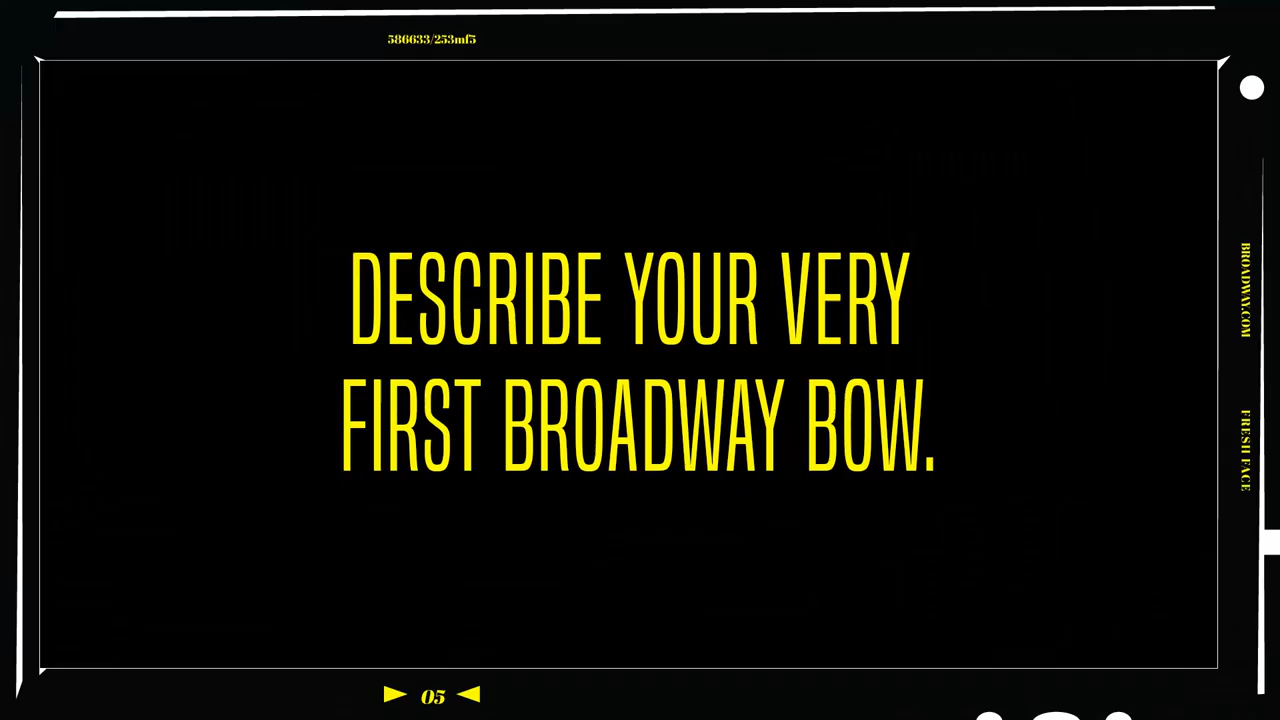 586633/253mf5
DESCRIBE YOUR VERY
FIRST BROADWAY BOW.
BROADWAY.COM
FRESH FACE
05